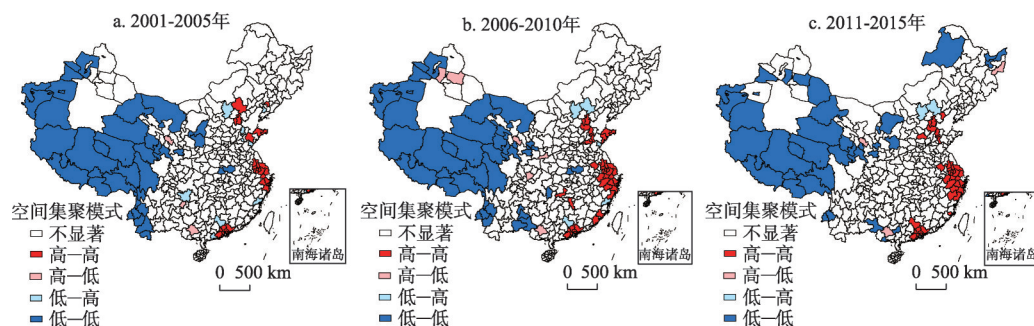 a. 2001-2005年
空间集聚模式
不显著
高—高
高—低
低—高
低—低
0 500 km
南海诸岛
b. 2006-2010年
空间集聚模式
不显著
高—高
高—低
低—高
低—低
0 500 km
南海诸岛
c. 2011-2015年
空间集聚模式
不显著
高—高
高—低
低—高
低—低
0 500 km
南海诸岛